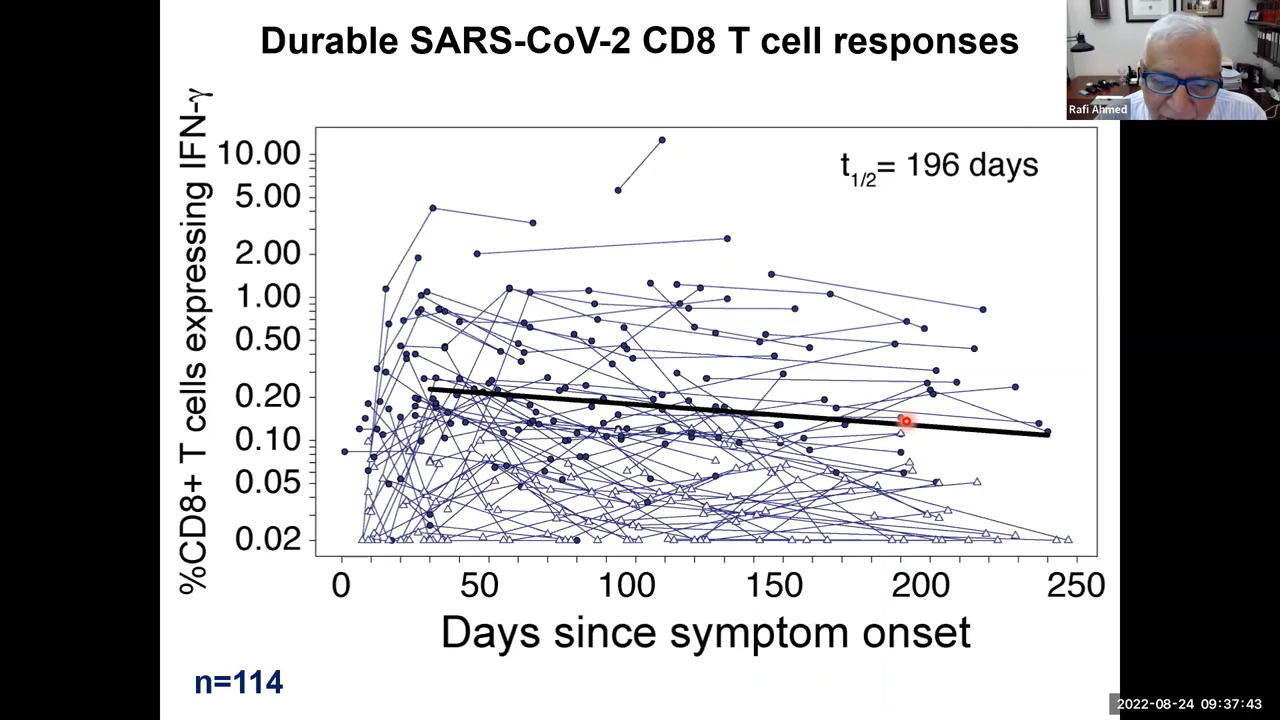 Durable SARS-CoV-2 CD8 T cell responses
Rafi Ahmed
%CD8+ T cells expressing IFN-γ
10.00
5.00
2.00
1.00
0.50
0.20
0.10
0.05
0.02
t1/2= 196 days
0 50 100 150 200 250
Days since symptom onset
n=114
2022-08-24 09:37:43